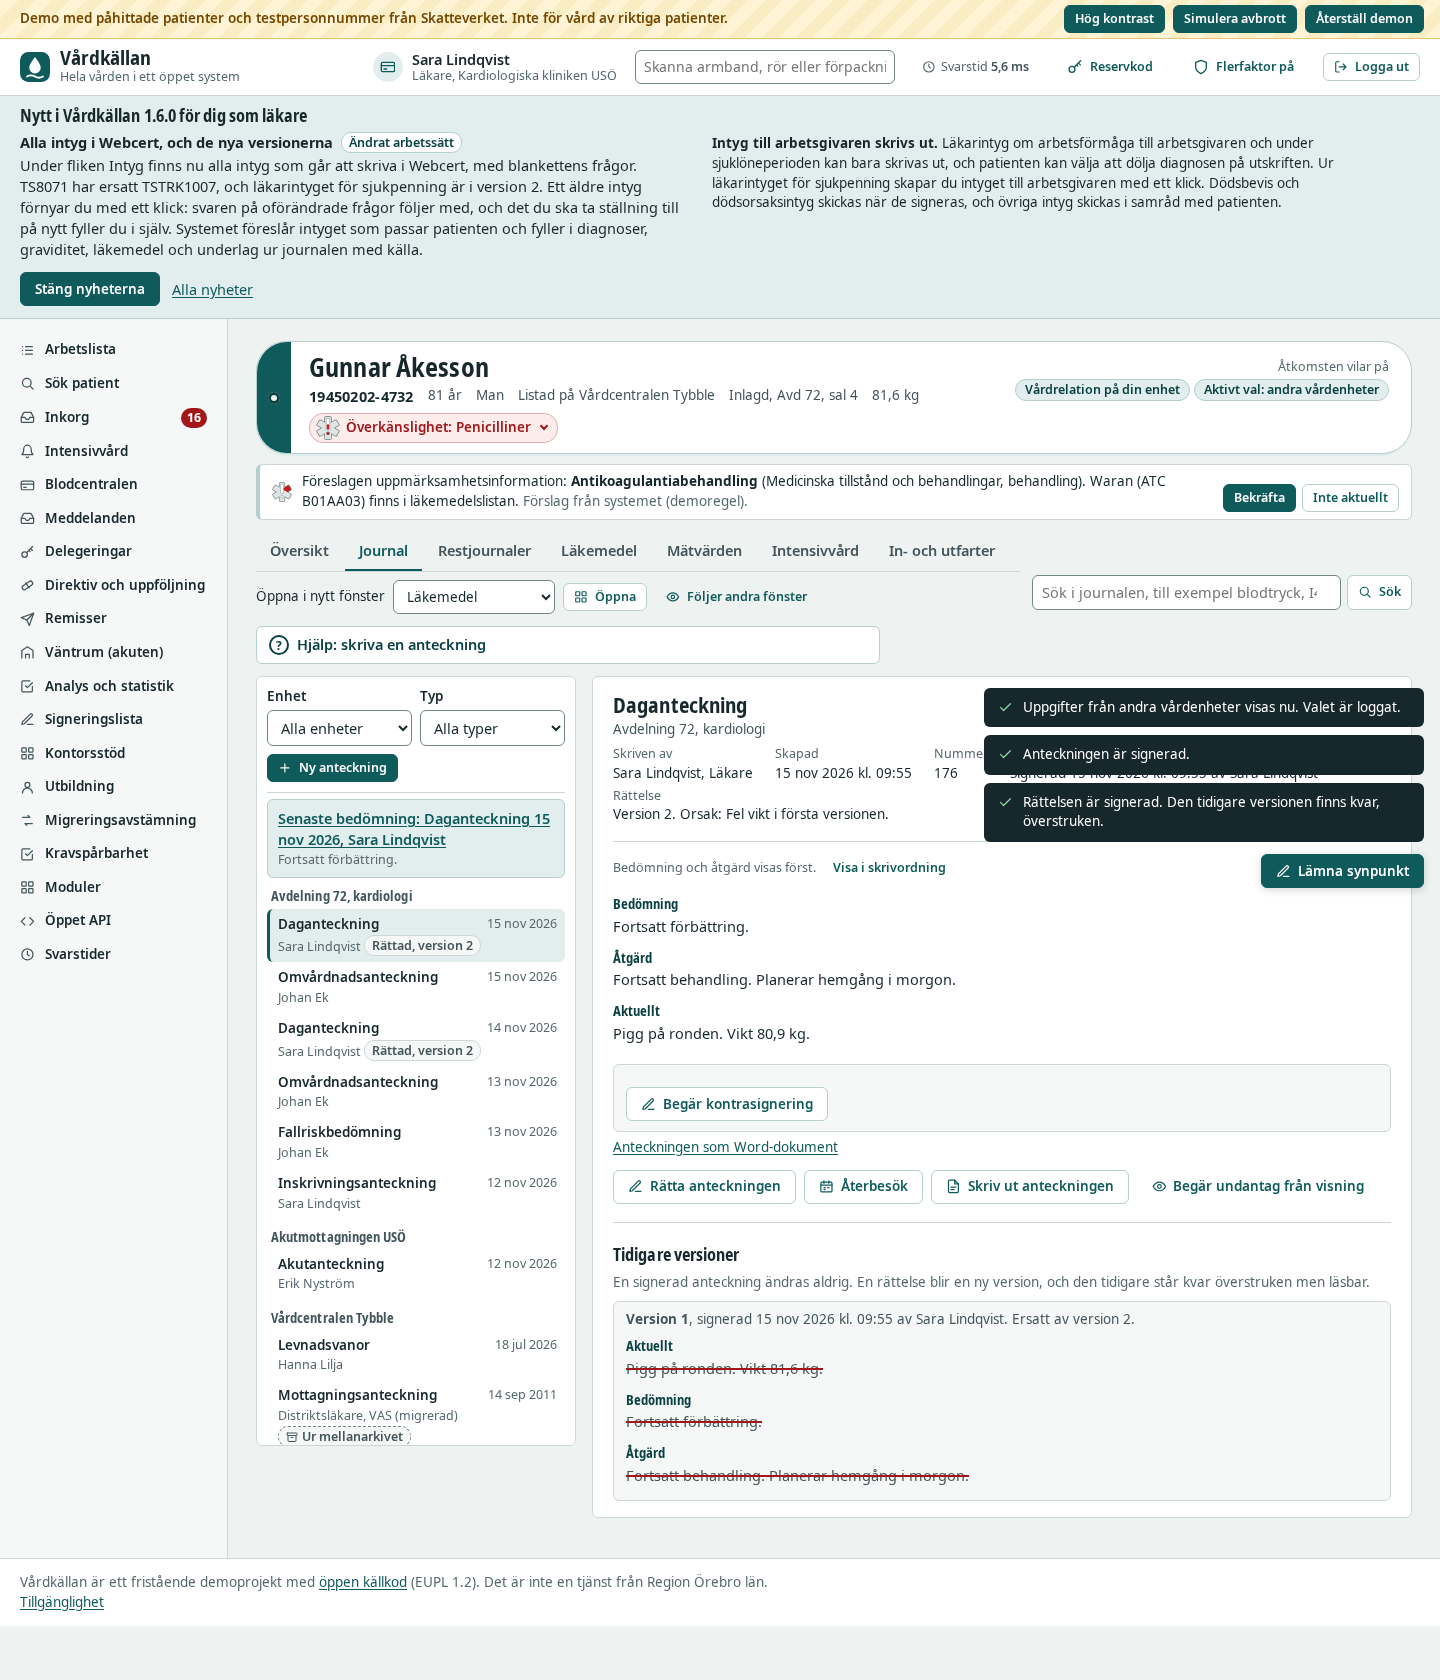 Demo med påhittade patienter och testpersonnummer från Skatteverket. Inte för vård av riktiga patienter.
Hög kontrast
Simulera avbrott
Återställ demon
Vårdkällan
Hela vården i ett öppet system
Sara Lindqvist
Läkare, Kardiologiska kliniken USÖ
Skanna armband, rör eller förpackni
Svarstid 5,6 ms
Reservkod
Flerfaktor på
Logga ut
Nytt i Vårdkällan 1.6.0 för dig som läkare
Alla intyg i Webcert, och de nya versionerna
Ändrat arbetssätt
Under fliken Intyg finns nu alla intyg som går att skriva i Webcert, med blankettens frågor.
TS8071 har ersatt TSTRK1007, och läkarintyget för sjukpenning är i version 2. Ett äldre intyg
förnyar du med ett klick: svaren på oförändrade frågor följer med, och det du ska ta ställning till
på nytt fyller du i själv. Systemet föreslår intyget som passar patienten och fyller i diagnoser,
graviditet, läkemedel och underlag ur journalen med källa.
Intyg till arbetsgivaren skrivs ut. Läkarintyg om arbetsförmåga till arbetsgivaren och under
sjuklöneperioden kan bara skrivas ut, och patienten kan välja att dölja diagnosen på utskriften. Ur
läkarintyget för sjukpenning skapar du intyget till arbetsgivaren med ett klick. Dödsbevis och
dödsorsaksintyg skickas när de signeras, och övriga intyg skickas i samråd med patienten.
Stäng nyheterna
Alla nyheter
Arbetslista
Sök patient
Inkorg
16
Intensivvård
Blodcentralen
Meddelanden
Delegeringar
Direktiv och uppföljning
Remisser
Väntrum (akuten)
Analys och statistik
Signeringslista
Kontorsstöd
Utbildning
Migreringsavstämning
Kravspårbarhet
Moduler
Öppet API
Svarstider
Gunnar Åkesson
19450202-4732
81 år
Man
Listad på Vårdcentralen Tybble
Inlagd, Avd 72, sal 4
81,6 kg
Överkänslighet: Penicilliner
Åtkomsten vilar på
Vårdrelation på din enhet
Aktivt val: andra vårdenheter
Föreslagen uppmärksamhetsinformation: Antikoagulantiabehandling (Medicinska tillstånd och behandlingar, behandling). Waran (ATC
B01AA03) finns i läkemedelslistan. Förslag från systemet (demoregel).
Bekräfta
Inte aktuellt
Översikt
Journal
Restjournaler
Läkemedel
Mätvärden
Intensivvård
In- och utfarter
Öppna i nytt fönster
Läkemedel
Öppna
Följer andra fönster
Sök i journalen, till exempel blodtryck, I4
Sök
Hjälp: skriva en anteckning
Enhet
Typ
Alla enheter
Alla typer
Ny anteckning
Senaste bedömning: Daganteckning 15
nov 2026, Sara Lindqvist
Fortsatt förbättring.
Avdelning 72, kardiologi
Daganteckning
15 nov 2026
Sara Lindqvist
Rättad, version 2
Omvårdnadsanteckning
15 nov 2026
Johan Ek
Daganteckning
14 nov 2026
Sara Lindqvist
Rättad, version 2
Omvårdnadsanteckning
13 nov 2026
Johan Ek
Fallriskbedömning
13 nov 2026
Johan Ek
Inskrivningsanteckning
12 nov 2026
Sara Lindqvist
Akutmottagningen USÖ
Akutanteckning
12 nov 2026
Erik Nyström
Vårdcentralen Tybble
Levnadsvanor
18 jul 2026
Hanna Lilja
Mottagningsanteckning
14 sep 2011
Distriktsläkare, VAS (migrerad)
Ur mellanarkivet
Daganteckning
Avdelning 72, kardiologi
Skriven av
Sara Lindqvist, Läkare
Skapad
15 nov 2026 kl. 09:55
Numme
176
Rättelse
Version 2. Orsak: Fel vikt i första versionen.
Uppgifter från andra vårdenheter visas nu. Valet är loggat.
Anteckningen är signerad.
Signerad 15 nov 2026 kl. 09:55 av Sara Lindqvist
Rättelsen är signerad. Den tidigare versionen finns kvar,
överstruken.
Lämna synpunkt
Bedömning och åtgärd visas först.
Visa i skrivordning
Bedömning
Fortsatt förbättring.
Åtgärd
Fortsatt behandling. Planerar hemgång i morgon.
Aktuellt
Pigg på ronden. Vikt 80,9 kg.
Begär kontrasignering
Anteckningen som Word-dokument
Rätta anteckningen
Återbesök
Skriv ut anteckningen
Begär undantag från visning
Tidigare versioner
En signerad anteckning ändras aldrig. En rättelse blir en ny version, och den tidigare står kvar överstruken men läsbar.
Version 1, signerad 15 nov 2026 kl. 09:55 av Sara Lindqvist. Ersatt av version 2.
Aktuellt
Pigg på ronden. Vikt 81,6 kg.
Bedömning
Fortsatt förbättring.
Åtgärd
Fortsatt behandling. Planerar hemgång i morgon.
Vårdkällan är ett fristående demoprojekt med öppen källkod (EUPL 1.2). Det är inte en tjänst från Region Örebro län.
Tillgänglighet